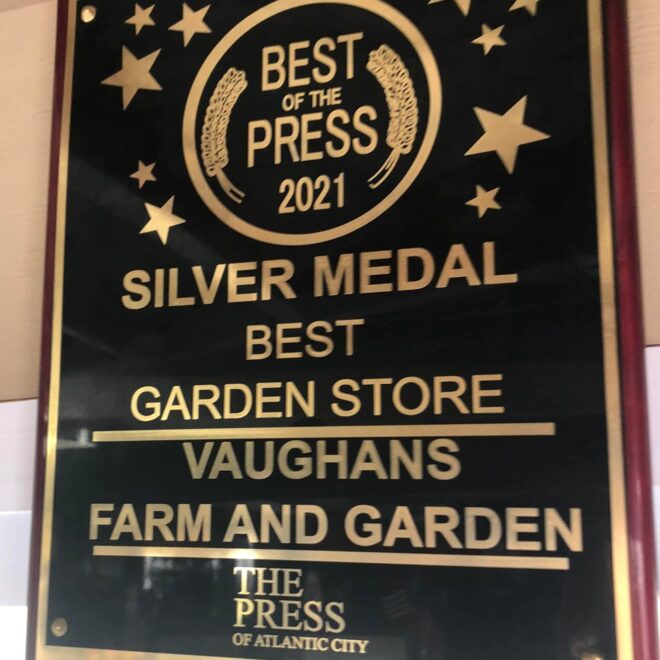 BEST
OF THE
PRESS
2021
SILVER MEDAL
BEST
GARDEN STORE
VAUGHANS
FARM AND GARDEN
THE
PRESS
OF ATLANTIC CITY